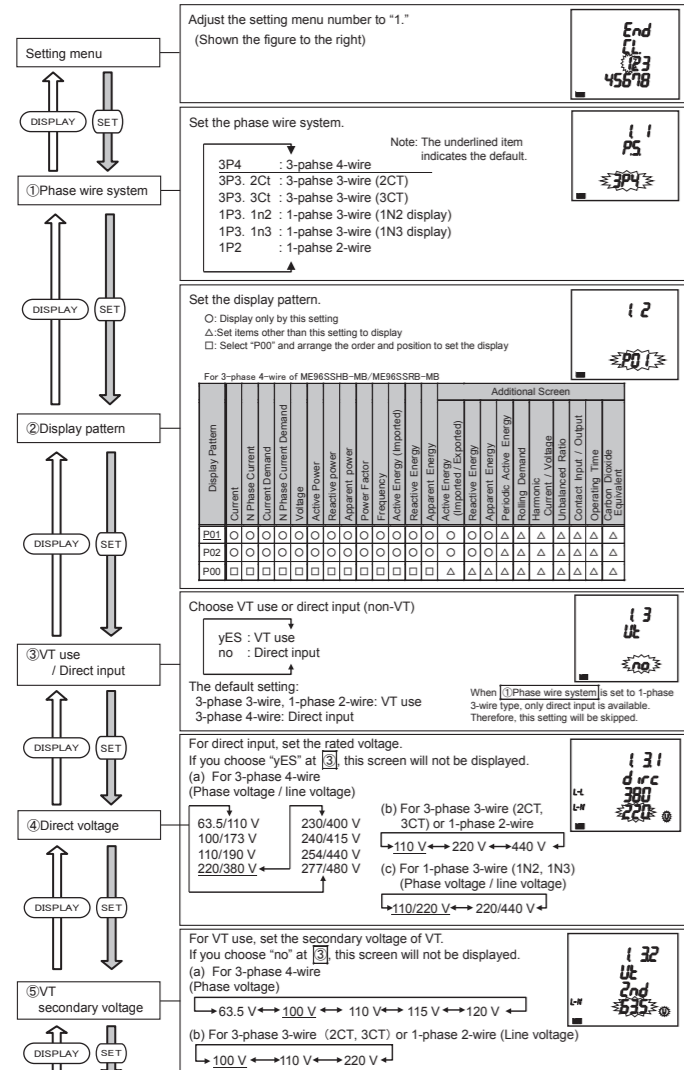 Setting menu
Adjust the setting menu number to “1.”
(Shown the figure to the right)
End
CL.
123
45678
DISPLAY
SET
①Phase wire system
Set the phase wire system.
Note: The underlined item
indicates the default.
3P4 : 3-pahse 4-wire
3P3. 2Ct : 3-pahse 3-wire (2CT)
3P3. 3Ct : 3-pahse 3-wire (3CT)
1P3. 1n2 : 1-pahse 3-wire (1N2 display)
1P3. 1n3 : 1-pahse 3-wire (1N3 display)
1P2 : 1-pahse 2-wire
1. 1
PS.
3P4
DISPLAY
SET
②Display pattern
Set the display pattern.
○: Display only by this setting
△:Set items other than this setting to display
□: Select “P00” and arrange the order and position to set the display
1. 2
P01
For 3-phase 4-wire of ME96SSHB-MB/ME96SSRB-MB
Additional Screen
Display Pattern
Current
N Phase Current
Current Demand
N Phase Current Demand
Voltage
Active Power
Reactive power
Apparent power
Power Factor
Frequency
Active Energy (Imported)
Reactive Energy
Apparent Energy
Active Energy
(Imported / Exported)
Reactive Energy
Apparent Energy
Periodic Active Energy
Rolling Demand
Harmonic
Current / Voltage
Unbalanced Ratio
Contact Input / Output
Operating Time
Carbon Dioxide
Equivalent
P01 ○ ○ ○ ○ ○ ○ ○ ○ ○ ○ ○ ○ ○ ○ ○ ○ △ △ △ △ △ △ △
P02 ○ ○ ○ ○ ○ ○ ○ ○ ○ ○ ○ ○ ○ ○ ○ ○ △ △ △ △ △ △ △
P00 □ □ □ □ □ □ □ □ □ □ □ □ □ △ △ △ △ △ △ △ △ △ △
DISPLAY
SET
③VT use
/ Direct input
Choose VT use or direct input (non-VT)
yES : VT use
no : Direct input
The default setting:
3-phase 3-wire, 1-phase 2-wire: VT use
3-phase 4-wire: Direct input
1. 3
Ut
no
When ①Phase wire system is set to 1-phase
3-wire type, only direct input is available.
Therefore, this setting will be skipped.
DISPLAY
SET
④Direct voltage
For direct input, set the rated voltage.
If you choose “yES” at ③, this screen will not be displayed.
(a) For 3-phase 4-wire
(Phase voltage / line voltage)
63.5/110 V
100/173 V
110/190 V
220/380 V
230/400 V
240/415 V
254/440 V
277/480 V
(b) For 3-phase 3-wire (2CT,
3CT) or 1-phase 2-wire
110 V 220 V 440 V
(c) For 1-phase 3-wire (1N2, 1N3)
(Phase voltage / line voltage)
110/220 V 220/440 V
1. 3.1
dirc
L-L 380
L-N 220 V
DISPLAY
SET
⑤VT
secondary voltage
For VT use, set the secondary voltage of VT.
If you choose “no” at ③, this screen will not be displayed.
(a) For 3-phase 4-wire
(Phase voltage)
63.5 V 100 V 110 V 115 V 120 V
(b) For 3-phase 3-wire (2CT, 3CT) or 1-phase 2-wire (Line voltage)
100 V 110 V 220 V
1. 3.2
Ut
2nd
L-N 63.5 V
DISPLAY
SET